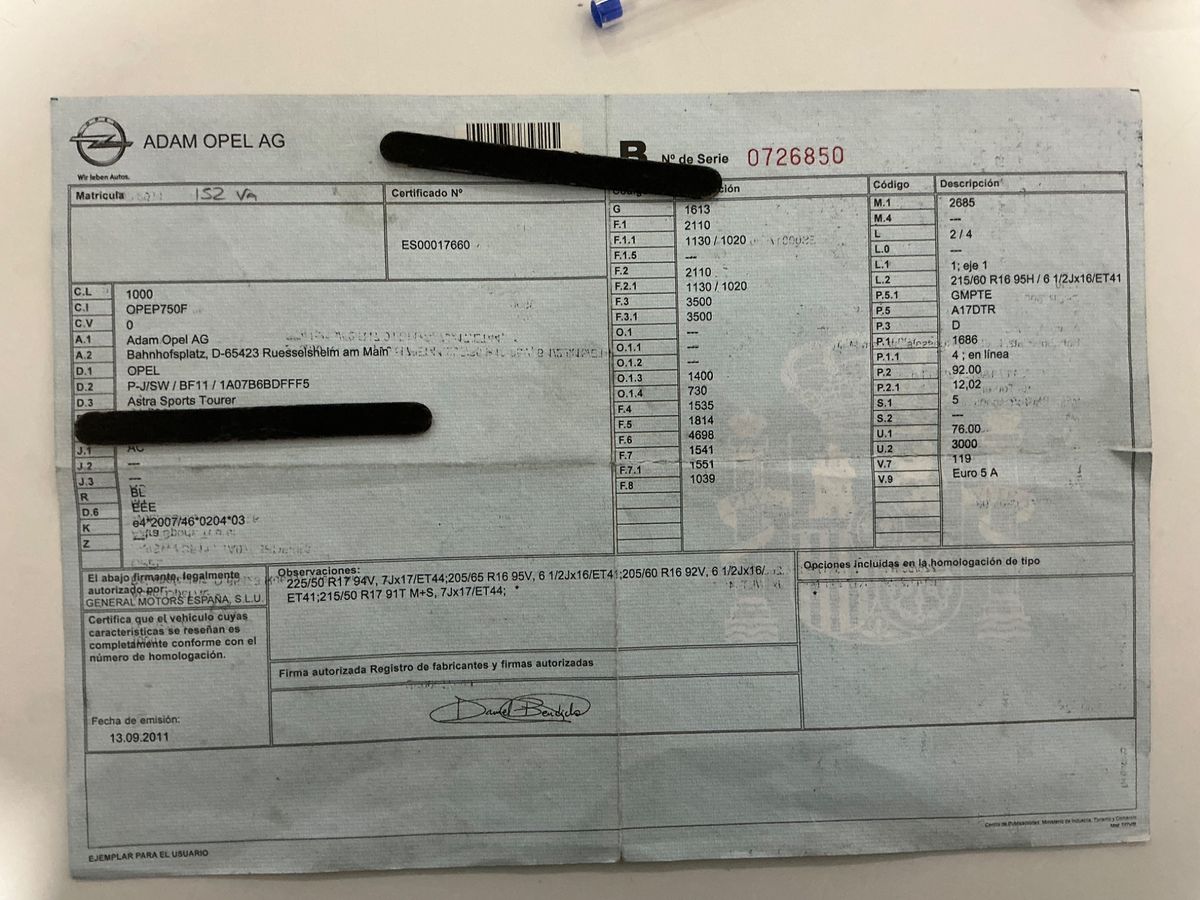 OPEL
ADAM OPEL AG
Wir leben Autos.
B Nº de Serie 0726850
Matricula 152 VA
Certificado Nº
ES00017660
C.L 1000
C.I OPEP750F
C.V 0
A.1 Adam Opel AG
A.2 Bahnhofsplatz, D-65423 Ruesselsheim am Main
D.1 OPEL
D.2 P-J/SW / BF11 / 1A07B6BDFFF5
D.3 Astra Sports Tourer
J.1 AC
J.2 ---
J.3 ---
R BL
D.6 EEE
K e4*2007/46*0204*03
Z ---
G 1613
F.1 2110
F.1.1 1130 / 1020
F.1.5 ---
F.2 2110
F.2.1 1130 / 1020
F.3 3500
F.3.1 3500
O.1 ---
O.1.1 ---
O.1.2 ---
O.1.3 1400
O.1.4 730
F.4 1535
F.5 1814
F.6 4698
F.7 1541
F.7.1 1551
F.8 1039
Código Descripción
M.1 2685
M.4 ---
L 2 / 4
L.0 ---
L.1 1; eje 1
L.2 215/60 R16 95H / 6 1/2Jx16/ET41
P.5.1 GMPTE
P.5 A17DTR
P.3 D
P.1 1686
P.1.1 4 ; en línea
P.2 92.00
P.2.1 12,02
S.1 5
S.2 ---
U.1 76.00
U.2 3000
V.7 119
V.9 Euro 5 A
El abajo firmante, legalmente
autorizado por:
GENERAL MOTORS ESPAÑA, S.L.U.
Certifica que el vehículo cuyas
características se reseñan es
completamente conforme con el
número de homologación.
Fecha de emisión:
13.09.2011
Observaciones:
225/50 R17 94V, 7Jx17/ET44;205/65 R16 95V, 6 1/2Jx16/ET41;205/60 R16 92V, 6 1/2Jx16/
ET41;215/50 R17 91T M+S, 7Jx17/ET44;
Firma autorizada Registro de fabricantes y firmas autorizadas
Opciones incluidas en la homologación de tipo
EJEMPLAR PARA EL USUARIO
Centro de Publicaciones. Ministerio de Industria, Turismo y Comercio